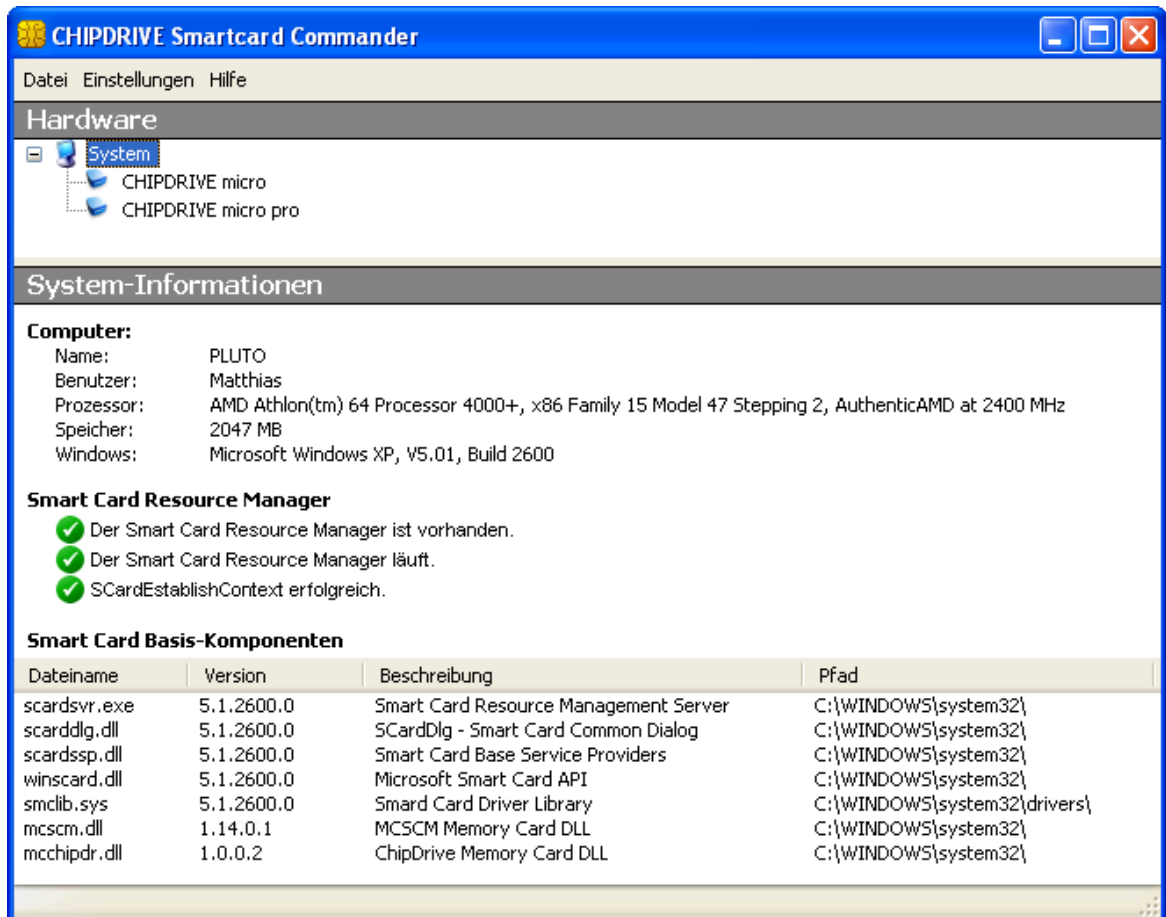 CHIPDRIVE Smartcard Commander
Datei Einstellungen Hilfe
Hardware
System
CHIPDRIVE micro
CHIPDRIVE micro pro
System-Informationen
Computer:
Name: PLUTO
Benutzer: Matthias
Prozessor: AMD Athlon(tm) 64 Processor 4000+, x86 Family 15 Model 47 Stepping 2, AuthenticAMD at 2400 MHz
Speicher: 2047 MB
Windows: Microsoft Windows XP, V5.01, Build 2600
Smart Card Resource Manager
Der Smart Card Resource Manager ist vorhanden.
Der Smart Card Resource Manager läuft.
SCardEstablishContext erfolgreich.
Smart Card Basis-Komponenten
Dateiname Version Beschreibung Pfad
scardsvr.exe 5.1.2600.0 Smart Card Resource Management Server C:\WINDOWS\system32\
scarddlg.dll 5.1.2600.0 SCardDlg - Smart Card Common Dialog C:\WINDOWS\system32\
scardssp.dll 5.1.2600.0 Smart Card Base Service Providers C:\WINDOWS\system32\
winscard.dll 5.1.2600.0 Microsoft Smart Card API C:\WINDOWS\system32\
smclib.sys 5.1.2600.0 Smard Card Driver Library C:\WINDOWS\system32\drivers\
mcscm.dll 1.14.0.1 MCSCM Memory Card DLL C:\WINDOWS\system32\
mcchipdr.dll 1.0.0.2 ChipDrive Memory Card DLL C:\WINDOWS\system32\